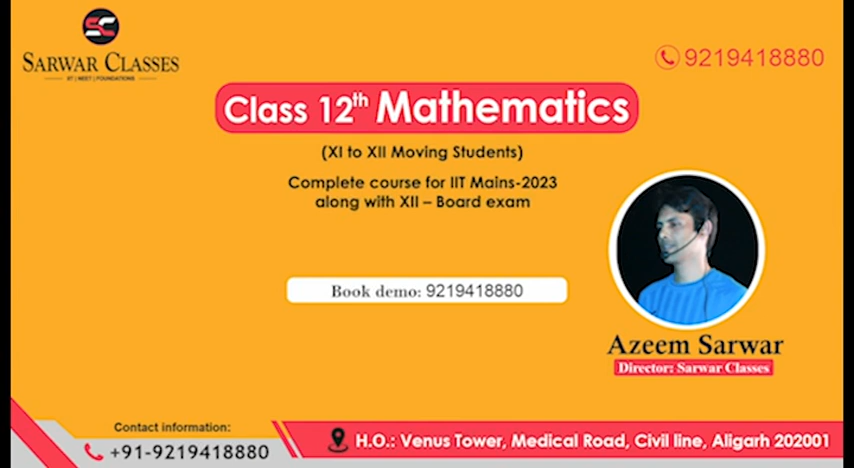 SC
SARWAR CLASSES
IIT | NEET | FOUNDATIONS
9219418880
Class 12th Mathematics
(XI to XII Moving Students)
Complete course for IIT Mains-2023
along with XII – Board exam
Book demo: 9219418880
Azeem Sarwar
Director: Sarwar Classes
Contact information:
+91-9219418880
H.O.: Venus Tower, Medical Road, Civil line, Aligarh 202001